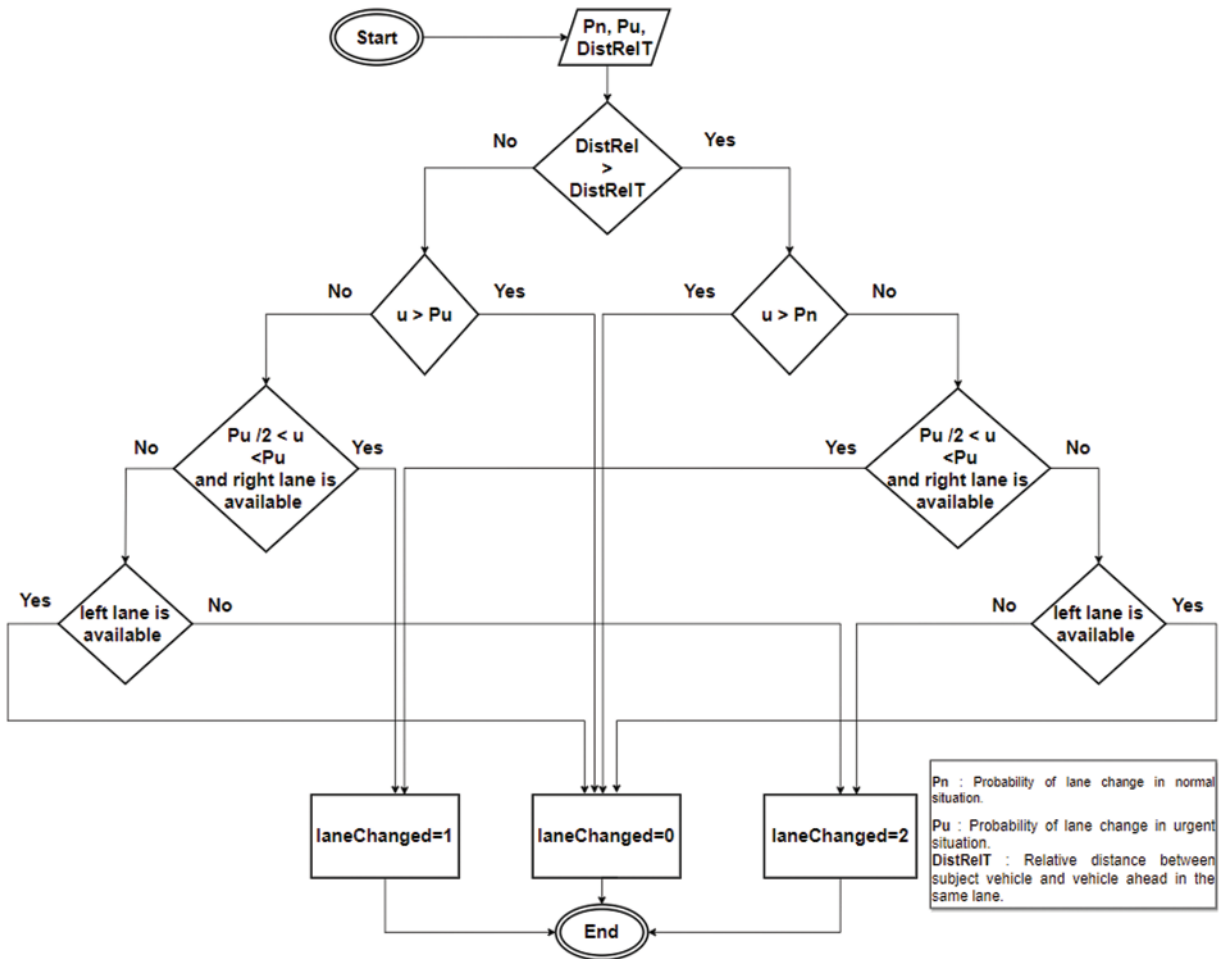 Start
Pn, Pu,
DistRelT
No
DistRel
>
DistRelT
Yes
No
u > Pu
Yes
Yes
u > Pn
No
No
Pu /2 < u
<Pu
and right lane is
available
Yes
Yes
Pu /2 < u
<Pu
and right lane is
available
No
Yes
left lane is
available
No
No
left lane is
available
Yes
laneChanged=1
laneChanged=0
laneChanged=2
Pn : Probability of lane change in normal
situation.
Pu : Probability of lane change in urgent
situation.
DistRelT : Relative distance between
subject vehicle and vehicle ahead in the
same lane.
End